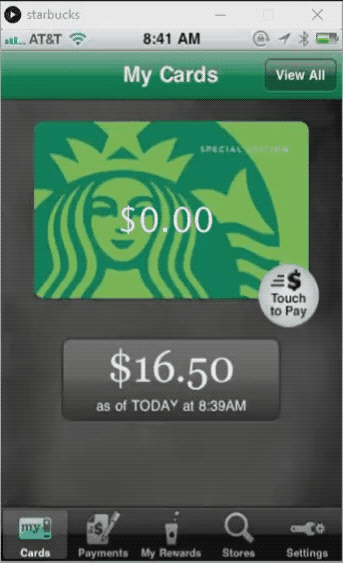 starbucks
AT&T 8:41 AM
My Cards View All
SPECIAL EDITION
$0.00
$
Touch
to Pay
$16.50
as of TODAY at 8:39AM
my
$
Cards Payments My Rewards Stores Settings